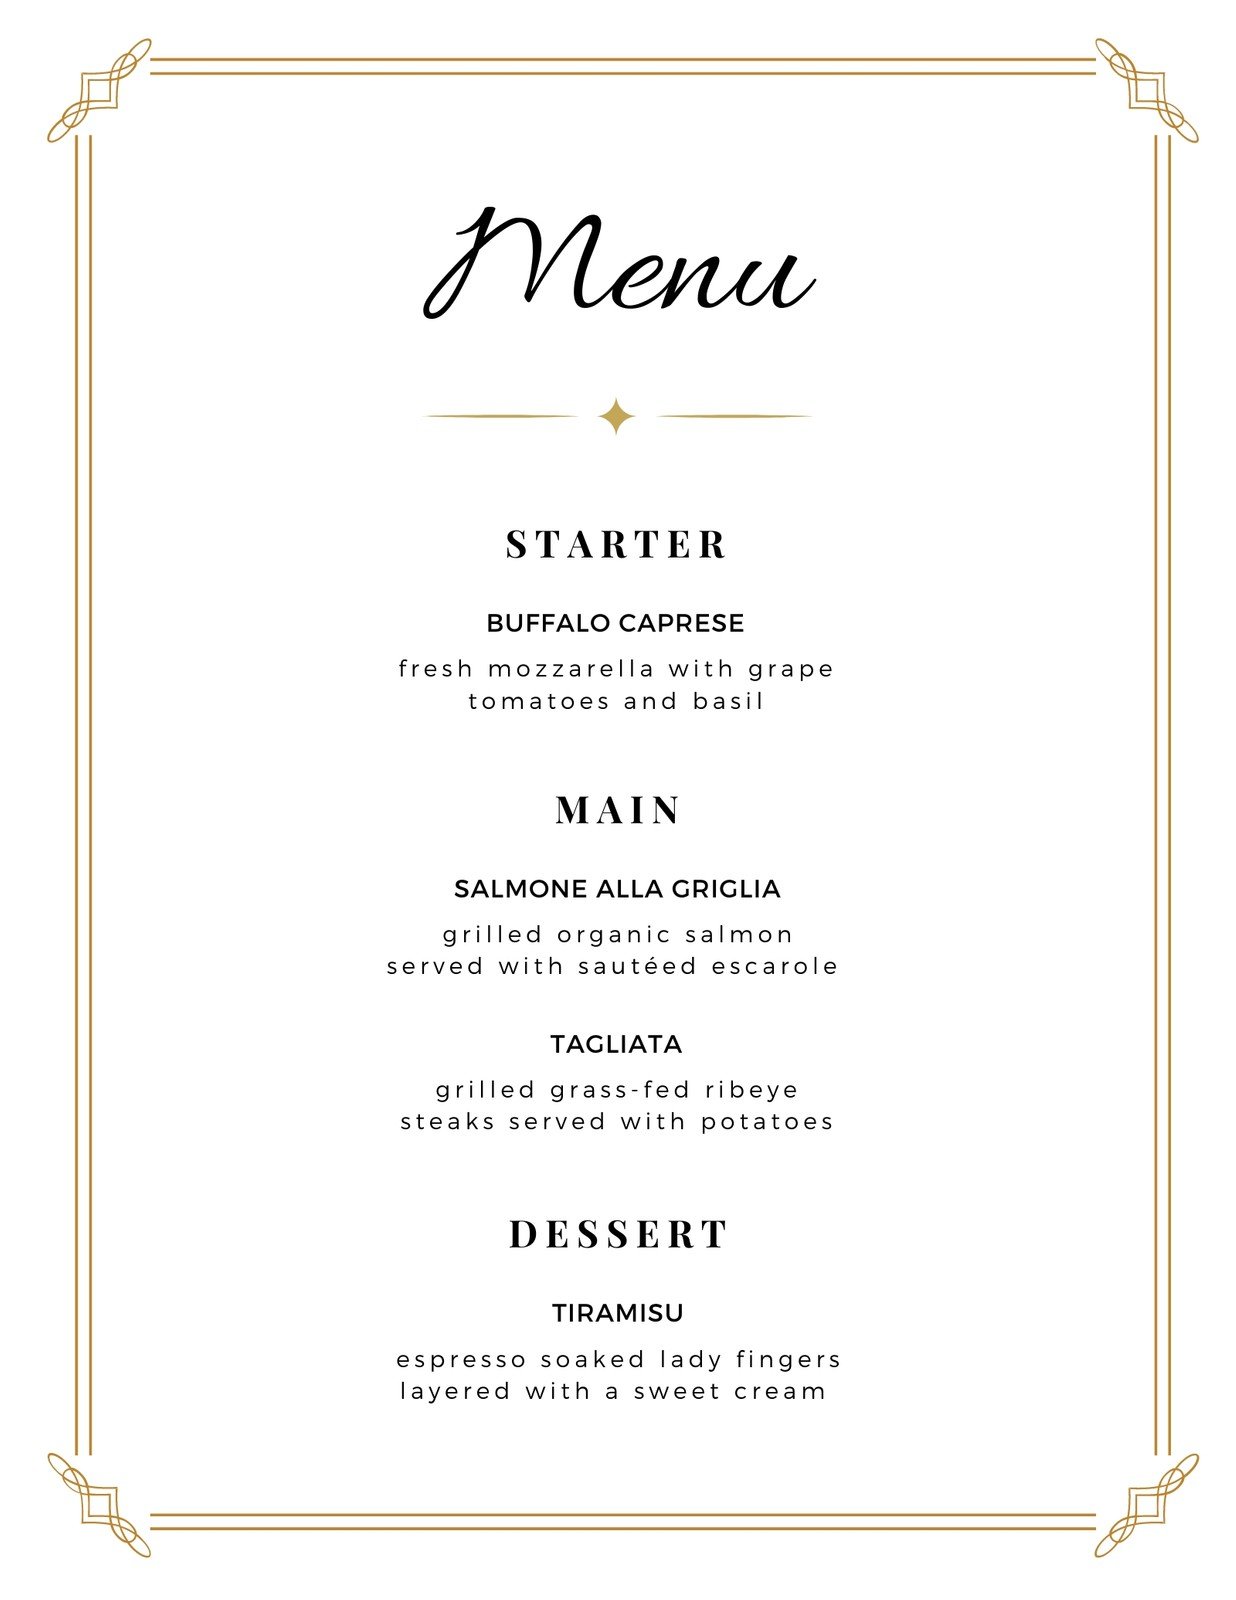 Menu
STARTER
BUFFALO CAPRESE
fresh mozzarella with grape
tomatoes and basil
MAIN
SALMONE ALLA GRIGLIA
grilled organic salmon
served with sautéed escarole
TAGLIATA
grilled grass-fed ribeye
steaks served with potatoes
DESSERT
TIRAMISU
espresso soaked lady fingers
layered with a sweet cream